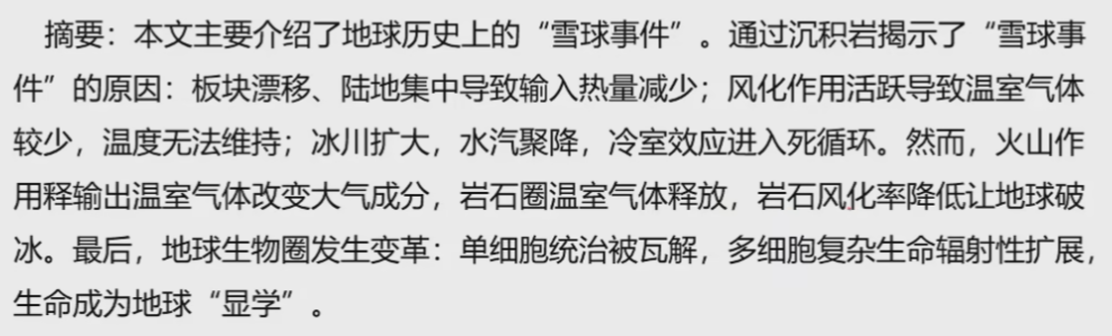 摘要：本文主要介绍了地球历史上的“雪球事件”。通过沉积岩揭示了“雪球事
件”的原因：板块漂移、陆地集中导致输入热量减少；风化作用活跃导致温室气体
较少，温度无法维持；冰川扩大，水汽聚降，冷室效应进入死循环。然而，火山作
用释输出温室气体改变大气成分，岩石圈温室气体释放，岩石风化率降低让地球破
冰。最后，地球生物圈发生变革：单细胞统治被瓦解，多细胞复杂生命辐射性扩展，
生命成为地球“显学”。